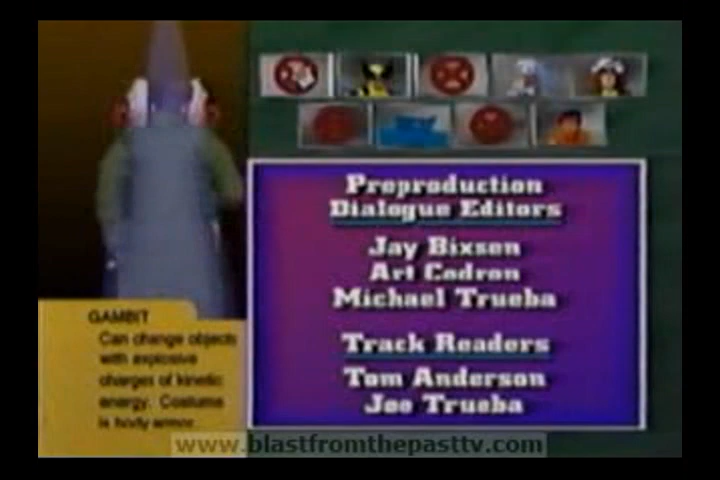 Preproduction
Dialogue Editors
Jay Bixsen
Art Codron
Michael Trueba
Track Readers
Tom Anderson
Joe Trueba
GAMBIT
Can change objects
with explosive
charges of kinetic
energy. Costume
is body armor.
www.blastfromthepasttv.com